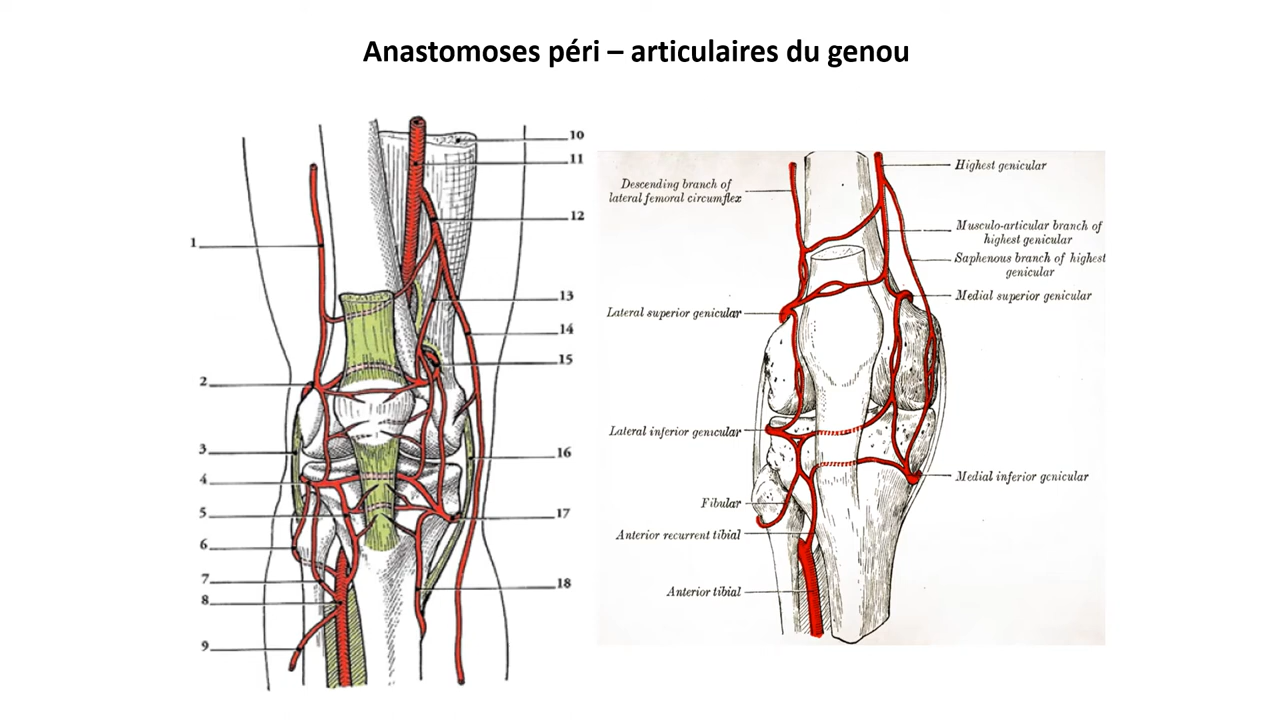 Anastomoses péri – articulaires du genou
1
2
3
4
5
6
7
8
9
10
11
12
13
14
15
16
17
18
Descending branch of
lateral femoral circumflex
Lateral superior genicular
Lateral inferior genicular
Fibular
Anterior recurrent tibial
Anterior tibial
Highest genicular
Musculo-articular branch of
highest genicular
Saphenous branch of highest
genicular
Medial superior genicular
Medial inferior genicular